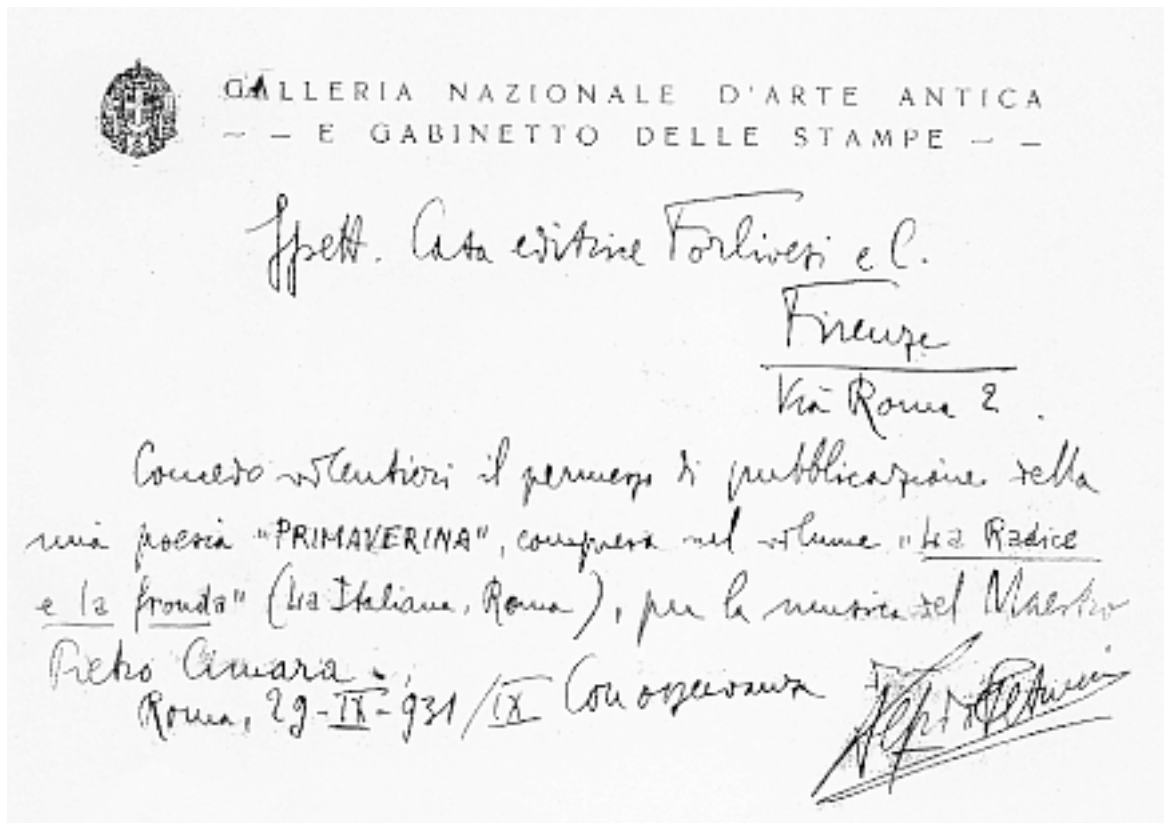 GALLERIA NAZIONALE D'ARTE ANTICA
~ – E GABINETTO DELLE STAMPE – –
Spett. Casa editrice Forlivesi e C.
Firenze
Via Roma 2.
Concedo volentieri il permesso di pubblicazione della
mia poesia "PRIMAVERINA", compresa nel volume "La Radice
e la fronda" (La Italiana, Roma), per la musica del Maestro
Pietro Cimara.
Roma, 29-IX-931/IX Con osservanza